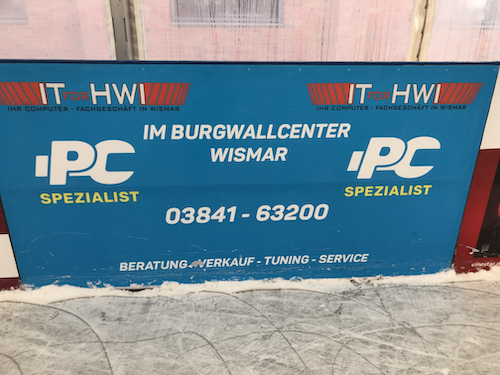 IT FOR HWI
IHR COMPUTER - FACHGESCHÄFT IN WISMAR
IT FOR HWI
IHR COMPUTER - FACHGESCHÄFT IN WISMAR
IM BURGWALLCENTER
WISMAR
PC
SPEZIALIST
PC
SPEZIALIST
03841 - 63200
BERATUNG - VERKAUF - TUNING - SERVICE
cinestar